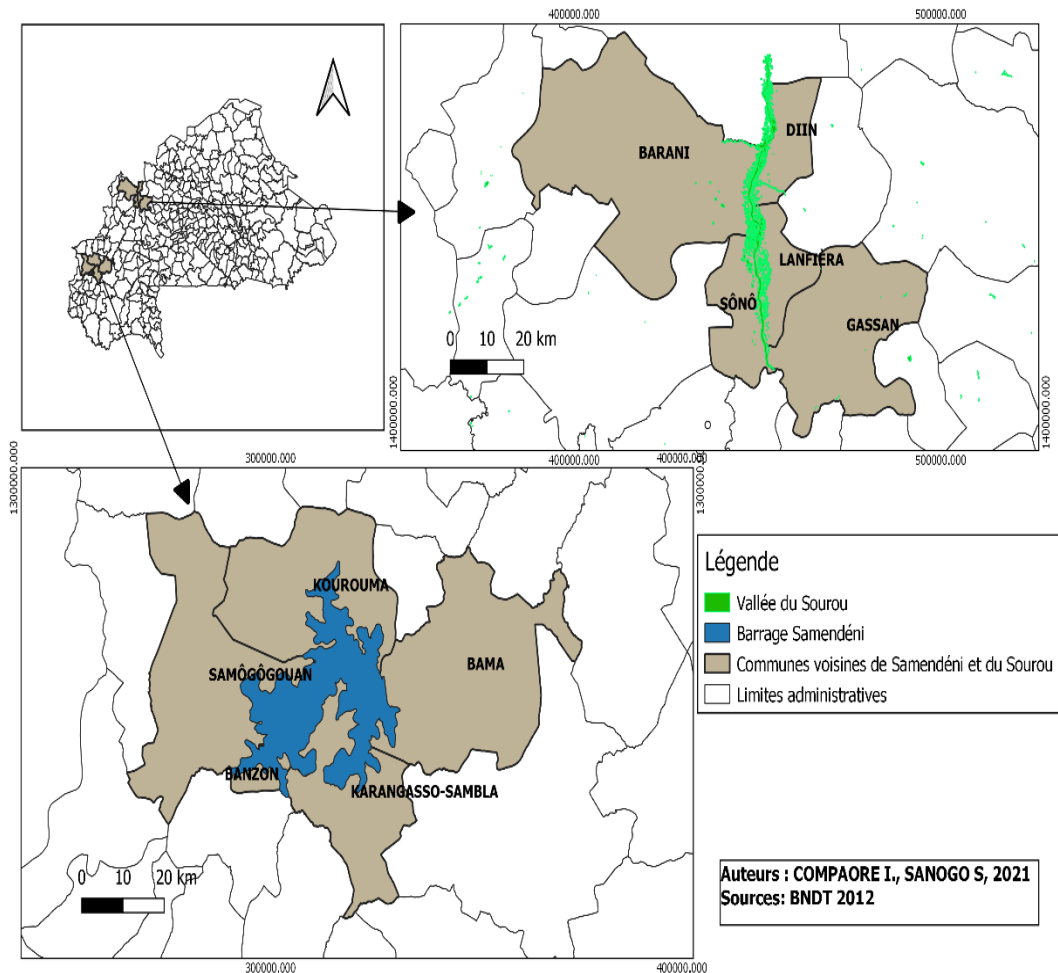 400000.000 500000.000
DIIN
BARANI
LANFIÉRA
SÔNÔ
GASSAN
0 10 20 km
1400000.000
1400000.000
400000.000 500000.000
300000.000 400000.000
1300000.000
1300000.000
KOUROUMA
SAMÔGÔGOUAN
BAMA
BANZON
KARANGASSO-SAMBLA
0 10 20 km
300000.000 400000.000
Légende
Vallée du Sourou
Barrage Samendéni
Communes voisines de Samendéni et du Sourou
Limites administratives
Auteurs : COMPAORE I., SANOGO S, 2021
Sources: BNDT 2012